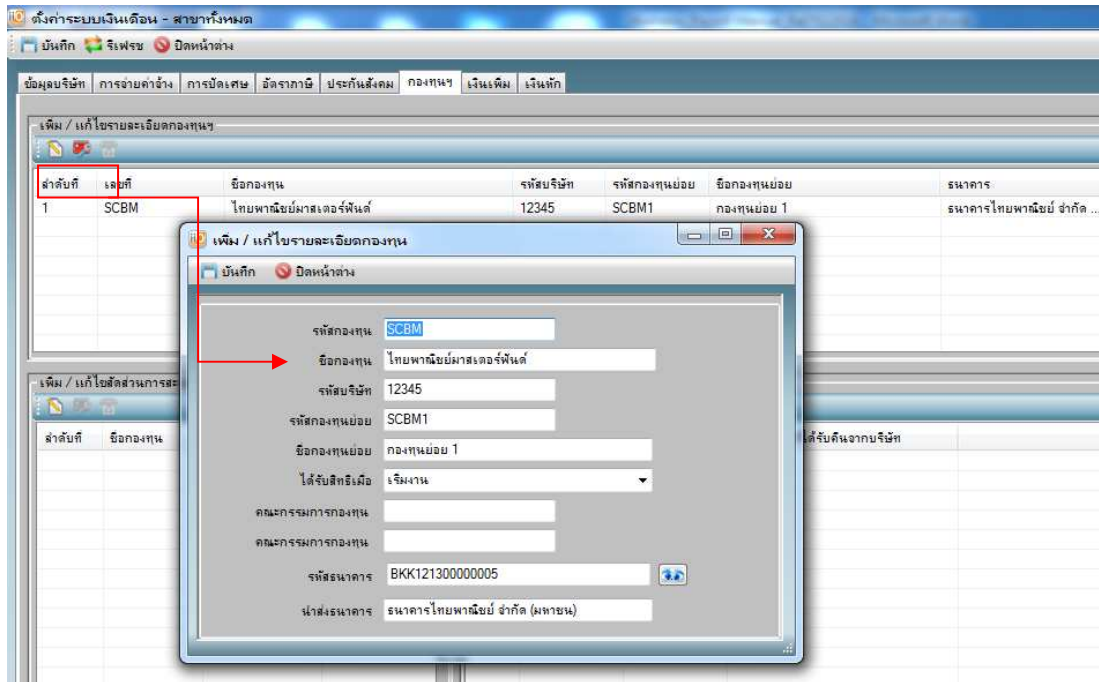 ตั้งค่าระบบเงินเดือน - สาขาทั้งหมด
บันทึก รีเฟรช ปิดหน้าต่าง
ข้อมูลบริษัท การจ่ายค่าจ้าง การปัดเศษ อัตราภาษี ประกันสังคม กองทุนฯ เงินเพิ่ม เงินหัก
เพิ่ม / แก้ไขรายละเอียดกองทุนฯ
ลำดับที่ เลขที่ ชื่อกองทุน รหัสบริษัท รหัสกองทุนย่อย ชื่อกองทุนย่อย ธนาคาร
1 SCBM ไทยพาณิชย์มาสเตอร์ฟันด์ 12345 SCBM1 กองทุนย่อย 1 ธนาคารไทยพาณิชย์ จำกัด ...
เพิ่ม / แก้ไขรายละเอียดกองทุน
บันทึก ปิดหน้าต่าง
รหัสกองทุน SCBM
ชื่อกองทุน ไทยพาณิชย์มาสเตอร์ฟันด์
รหัสบริษัท 12345
รหัสกองทุนย่อย SCBM1
ชื่อกองทุนย่อย กองทุนย่อย 1
ได้รับสิทธิเมื่อ เริ่มงาน
คณะกรรมการกองทุน
คณะกรรมการกองทุน
รหัสธนาคาร BKK121300000005
นำส่งธนาคาร ธนาคารไทยพาณิชย์ จำกัด (มหาชน)
เพิ่ม / แก้ไขสัดส่วนการสะ
ลำดับที่ ชื่อกองทุน ได้รับคืนจากบริษัท